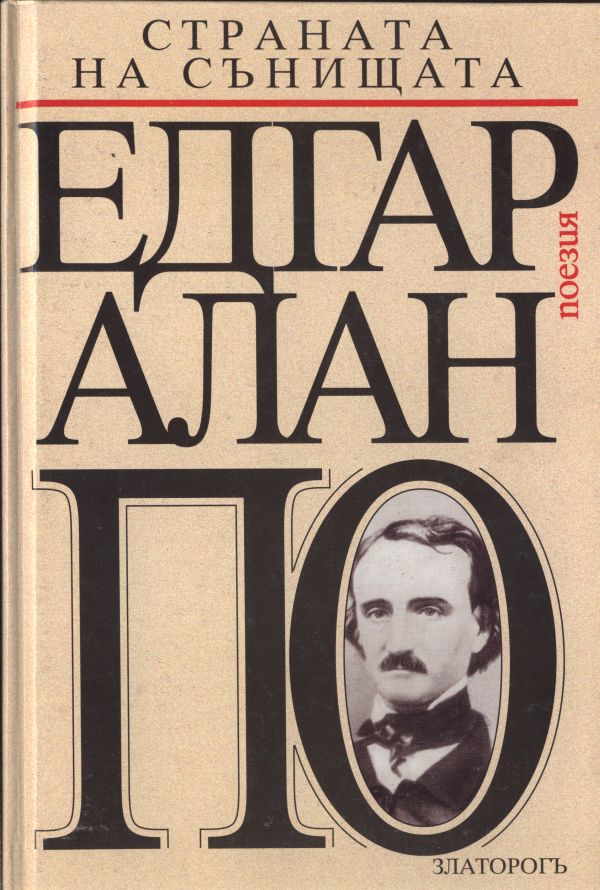 СТРАНАТА
НА СЪНИЩАТА
ЕДГАР
поезия
АЛАН
ПО
ЗЛАТОРОГЪ